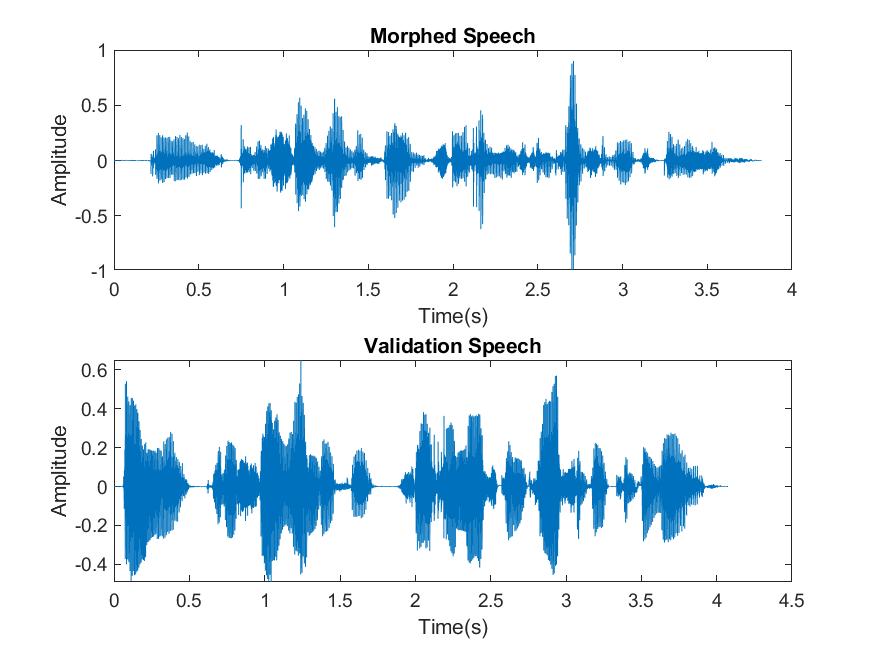 Morphed Speech
1
0.5
0
-0.5
-1
Amplitude
0 0.5 1 1.5 2 2.5 3 3.5 4
Time(s)
Validation Speech
0.6
0.4
0.2
0
-0.2
-0.4
Amplitude
0 0.5 1 1.5 2 2.5 3 3.5 4 4.5
Time(s)